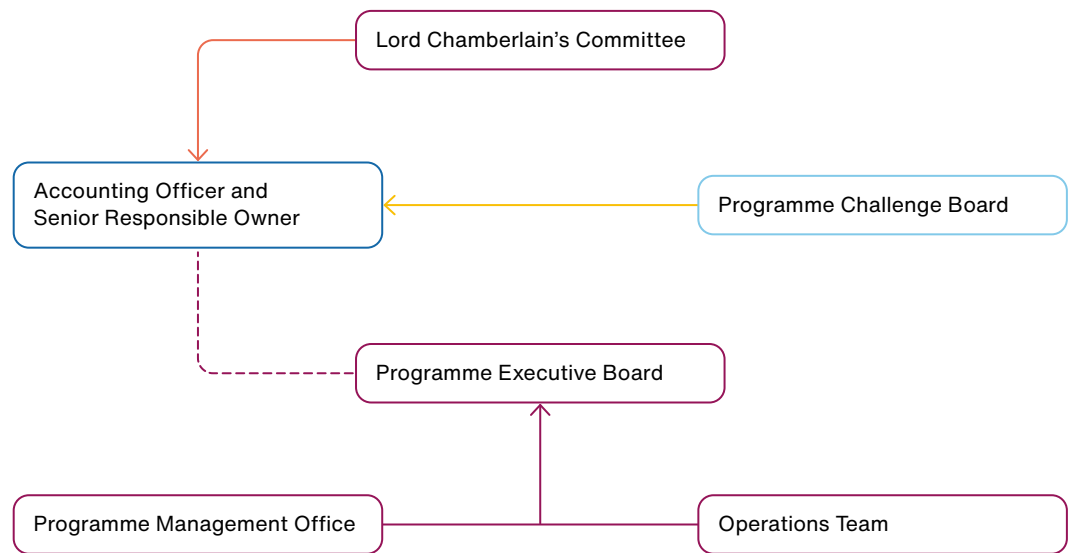 Lord Chamberlain’s Committee
Accounting Officer and
Senior Responsible Owner
Programme Challenge Board
Programme Executive Board
Programme Management Office
Operations Team